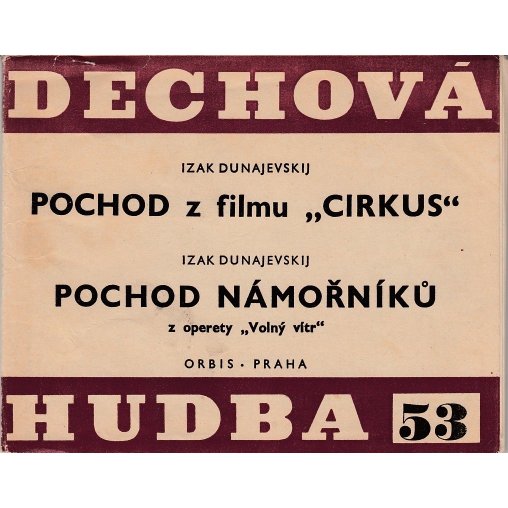 DECHOVÁ
IZAK DUNAJEVSKIJ
POCHOD z filmu „CIRKUS“
IZAK DUNAJEVSKIJ
POCHOD NÁMOŘNÍKŮ
z operety „Volný vítr“
ORBIS • PRAHA
HUDBA 53